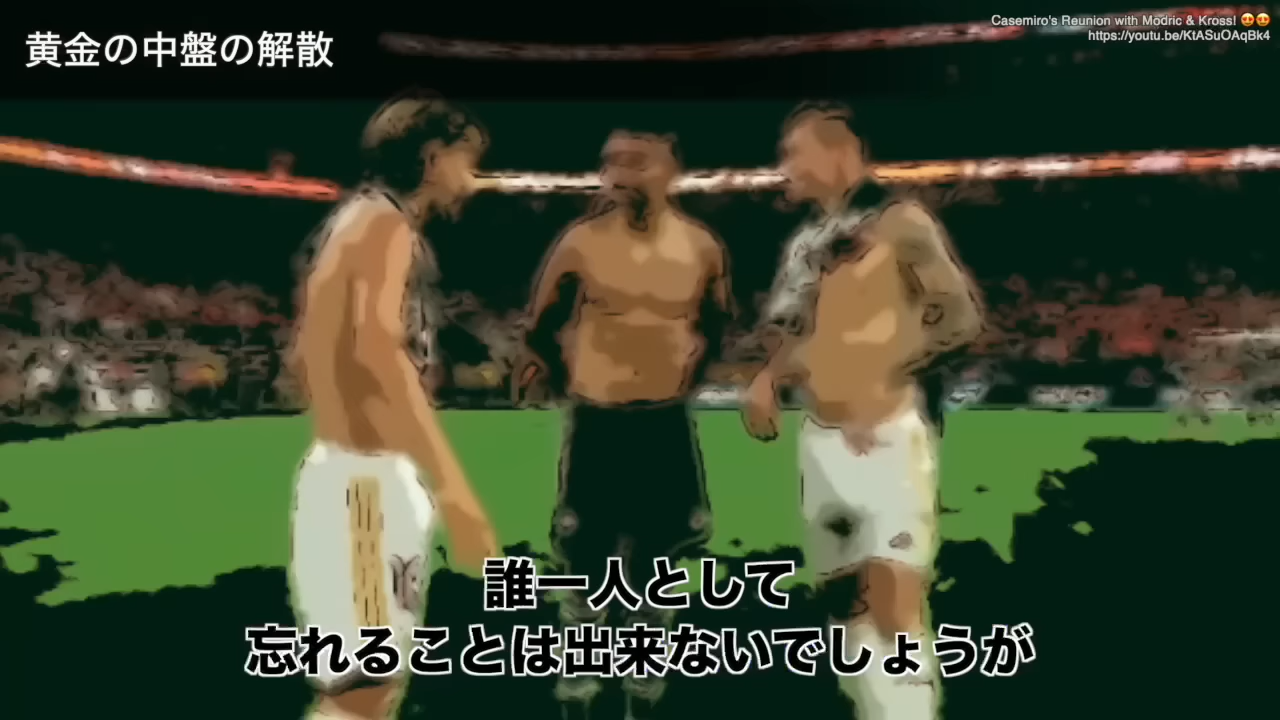 黄金の中盤の解散
Casemiro's Reunion with Modric & Kross! 😍😍
https://youtu.be/KtASuOAqBk4
誰一人として
忘れることは出来ないでしょうが